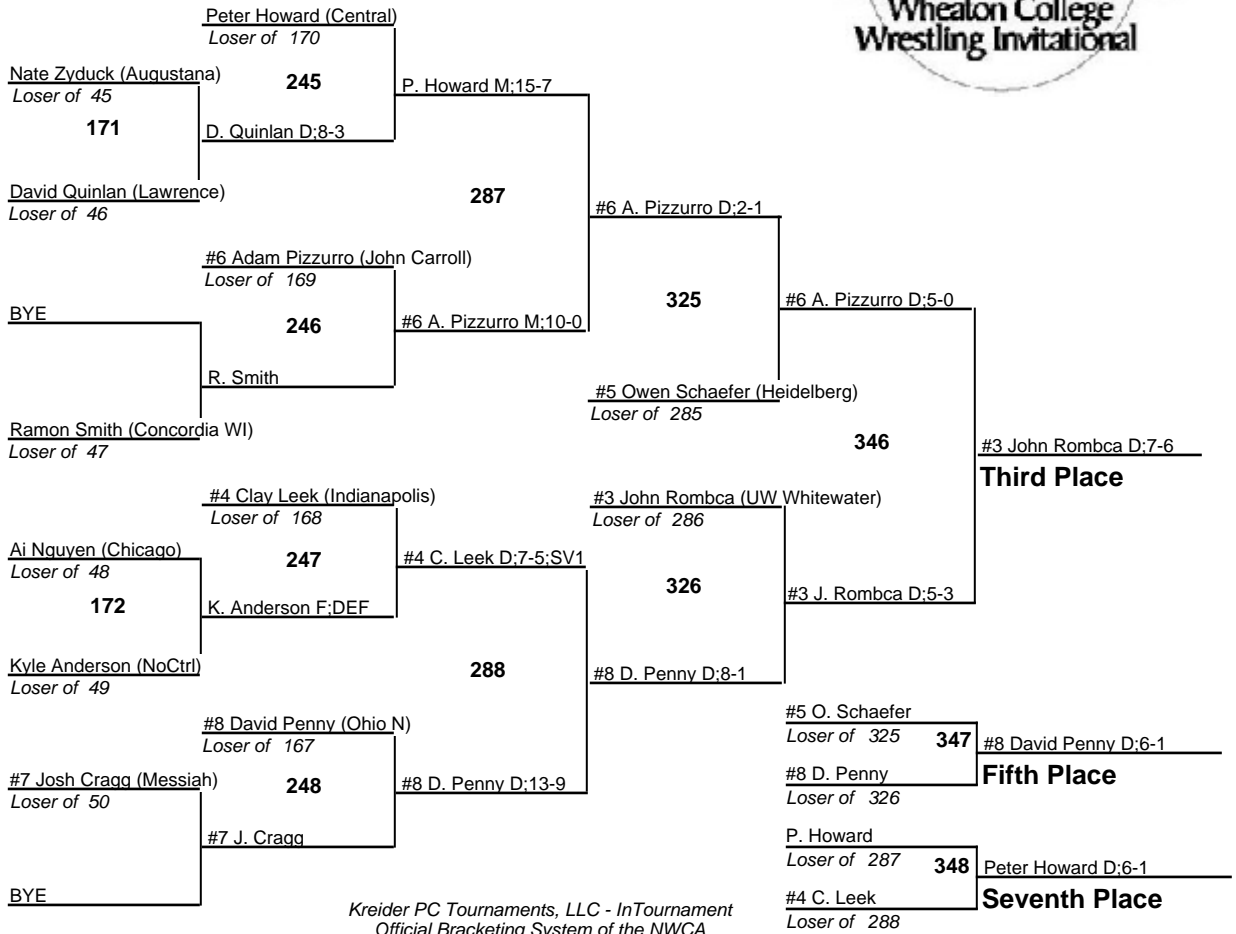 Wheaton College
Wrestling Invitational
Peter Howard (Central)
Loser of 170
Nate Zyduck (Augustana)
Loser of 45
245
P. Howard M;15-7
171
D. Quinlan D;8-3
David Quinlan (Lawrence)
Loser of 46
287
#6 A. Pizzurro D;2-1
#6 Adam Pizzurro (John Carroll)
Loser of 169
BYE
246
#6 A. Pizzurro M;10-0
325
#6 A. Pizzurro D;5-0
R. Smith
#5 Owen Schaefer (Heidelberg)
Loser of 285
Ramon Smith (Concordia WI)
Loser of 47
346
#3 John Rombca D;7-6
Third Place
#4 Clay Leek (Indianapolis)
Loser of 168
#3 John Rombca (UW Whitewater)
Loser of 286
Ai Nguyen (Chicago)
Loser of 48
247
#4 C. Leek D;7-5;SV1
172
K. Anderson F;DEF
326
#3 J. Rombca D;5-3
Kyle Anderson (NoCtrl)
Loser of 49
288
#8 D. Penny D;8-1
#8 David Penny (Ohio N)
Loser of 167
#5 O. Schaefer
Loser of 325
347
#8 David Penny D;6-1
Fifth Place
#7 Josh Cragg (Messiah)
Loser of 50
248
#8 D. Penny D;13-9
#8 D. Penny
Loser of 326
#7 J. Cragg
P. Howard
Loser of 287
348
Peter Howard D;6-1
Seventh Place
BYE
#4 C. Leek
Loser of 288
Kreider PC Tournaments, LLC - InTournament
Official Bracketing System of the NWCA